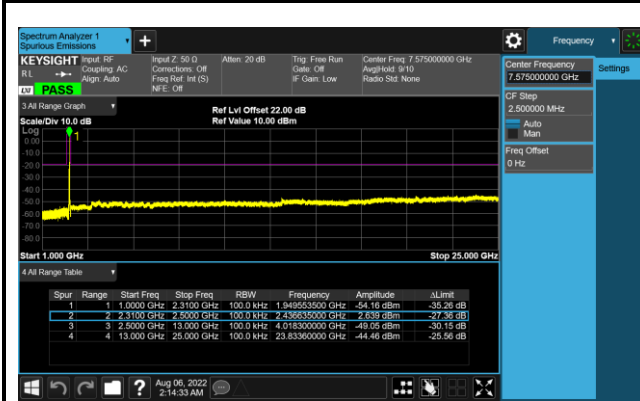 Spectrum Analyzer 1
Spurious Emissions
Frequency
KEYSIGHT Input: RF Input Z: 50 Ω Atten: 20 dB Trig: Free Run Center Freq: 7.575000000 GHz
RL Coupling: AC Corrections: Off Gate: Off Avg|Hold: 9/10
Align: Auto Freq Ref: Int (S) IF Gain: Low Radio Std: None
NFE: Off
LXI PASS
Center Frequency
7.575000000 GHz
Settings
CF Step
2.500000 MHz
Auto
Man
Freq Offset
0 Hz
3 All Range Graph
Ref Lvl Offset 22.00 dB
Scale/Div 10.0 dB Ref Value 10.00 dBm
Log
1
0.00
-10.0
-20.0
-30.0
-40.0
-50.0
-60.0
-70.0
-80.0
Start 1.000 GHz Stop 25.000 GHz
4 All Range Table
Spur Range Start Freq Stop Freq RBW Frequency Amplitude ΔLimit
1 1 1.0000 GHz 2.3100 GHz 100.0 kHz 1.949553500 GHz -54.16 dBm -35.26 dB
2 2 2.3100 GHz 2.5000 GHz 100.0 kHz 2.436635000 GHz 2.639 dBm -27.36 dB
3 3 2.5000 GHz 13.000 GHz 100.0 kHz 4.018300000 GHz -49.05 dBm -30.15 dB
4 4 13.000 GHz 25.000 GHz 100.0 kHz 23.83360000 GHz -44.46 dBm -25.56 dB
? Aug 06, 2022
2:14:33 AM